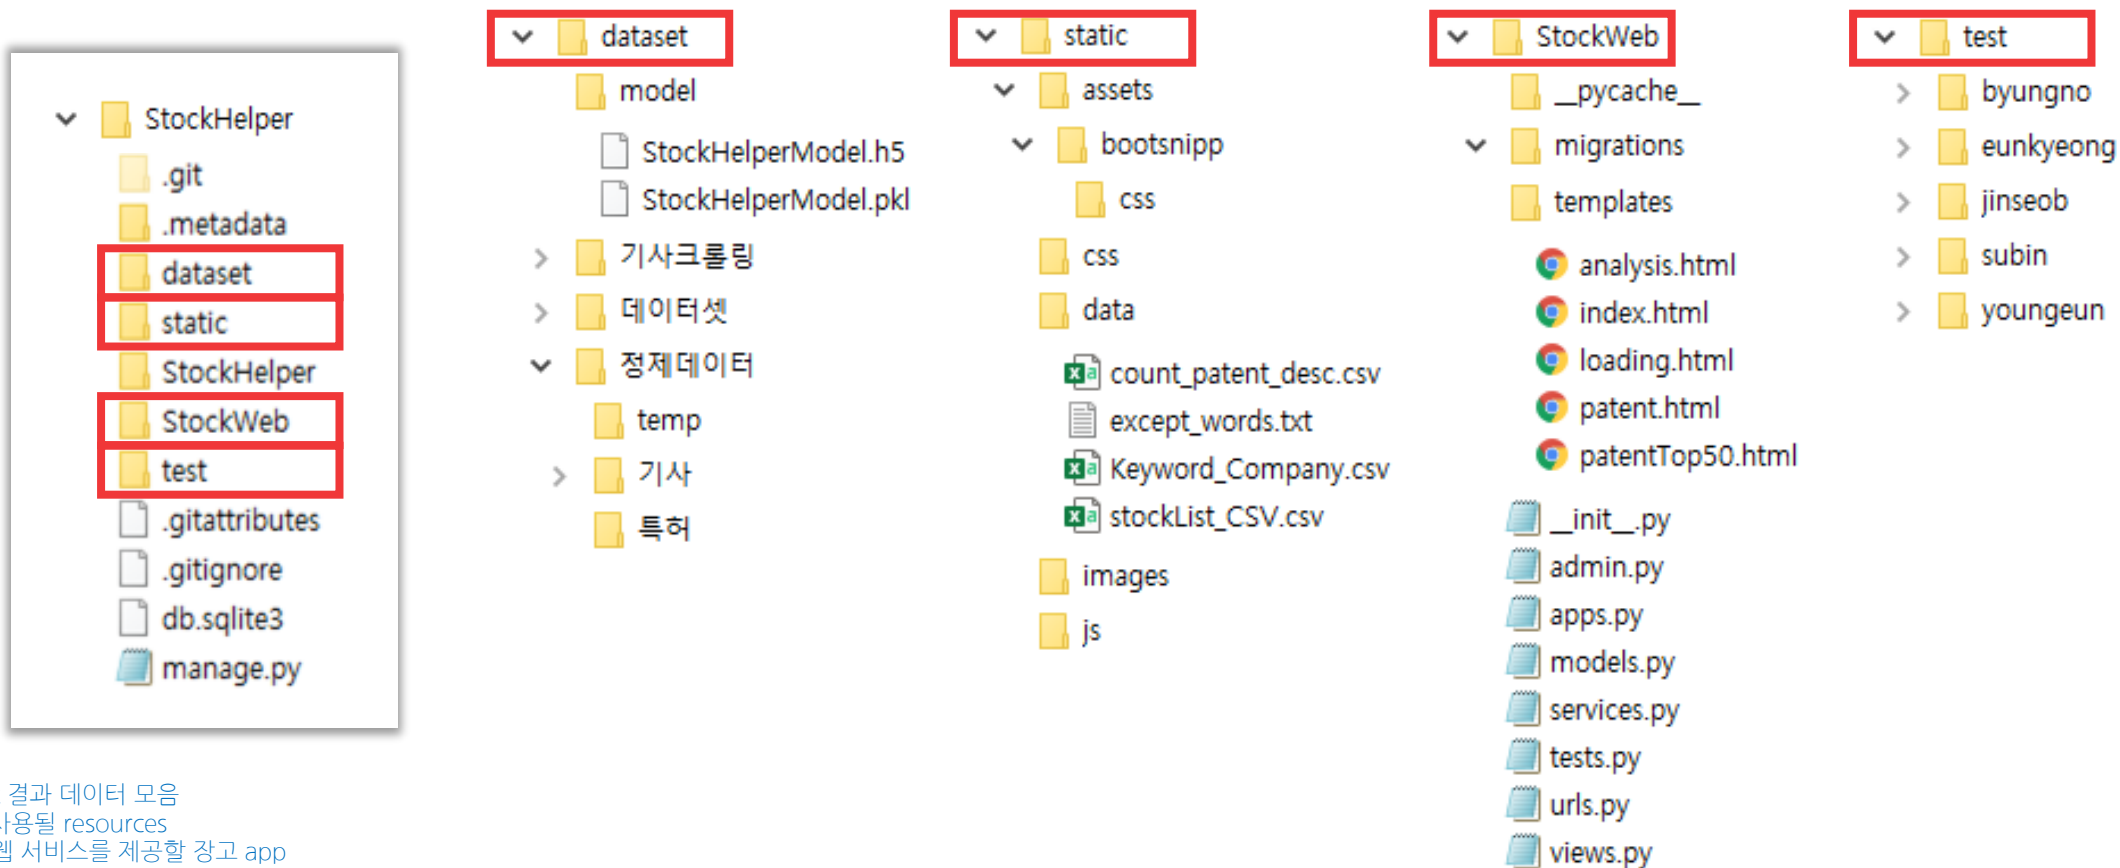 StockHelper
.git
.metadata
dataset
static
StockHelper
StockWeb
test
.gitattributes
.gitignore
db.sqlite3
manage.py
결과 데이터 모음
사용될 resources
웹 서비스를 제공할 장고 app
dataset
model
StockHelperModel.h5
StockHelperModel.pkl
기사크롤링
데이터셋
정제데이터
temp
기사
특허
static
assets
bootsnipp
css
css
data
count_patent_desc.csv
except_words.txt
Keyword_Company.csv
stockList_CSV.csv
images
js
StockWeb
__pycache__
migrations
templates
analysis.html
index.html
loading.html
patent.html
patentTop50.html
__init__.py
admin.py
apps.py
models.py
services.py
tests.py
urls.py
views.py
test
byungno
eunkyeong
jinseob
subin
youngeun